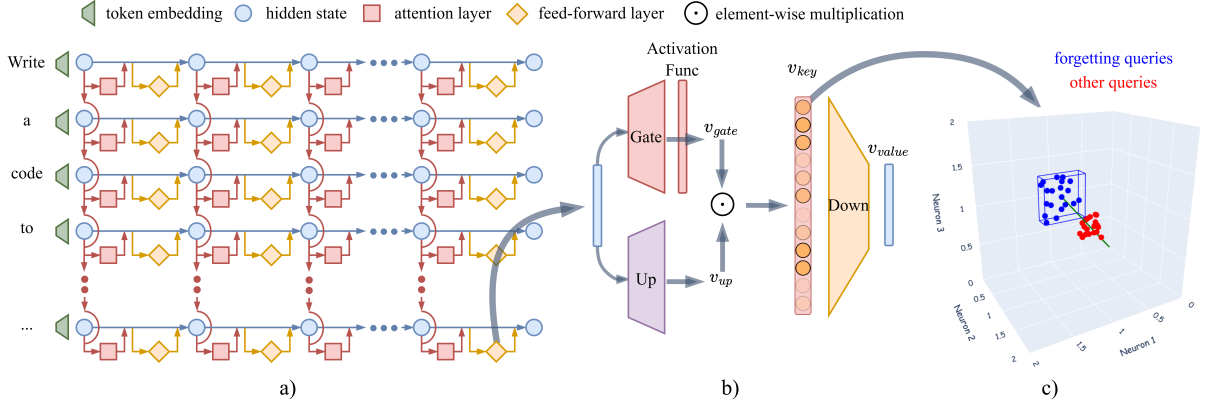 token embedding hidden state attention layer feed-forward layer element-wise multiplication
Write
a
code
to
...
a)
Activation
Func
Gate
Up
v_gate
v_up
v_key
Down
v_value
b)
forgetting queries
other queries
2
1.5
1
0.5
0
Neuron 3
0.5
1
1.5
2
Neuron 2
2
1.5
1
0.5
0
Neuron 1
c)